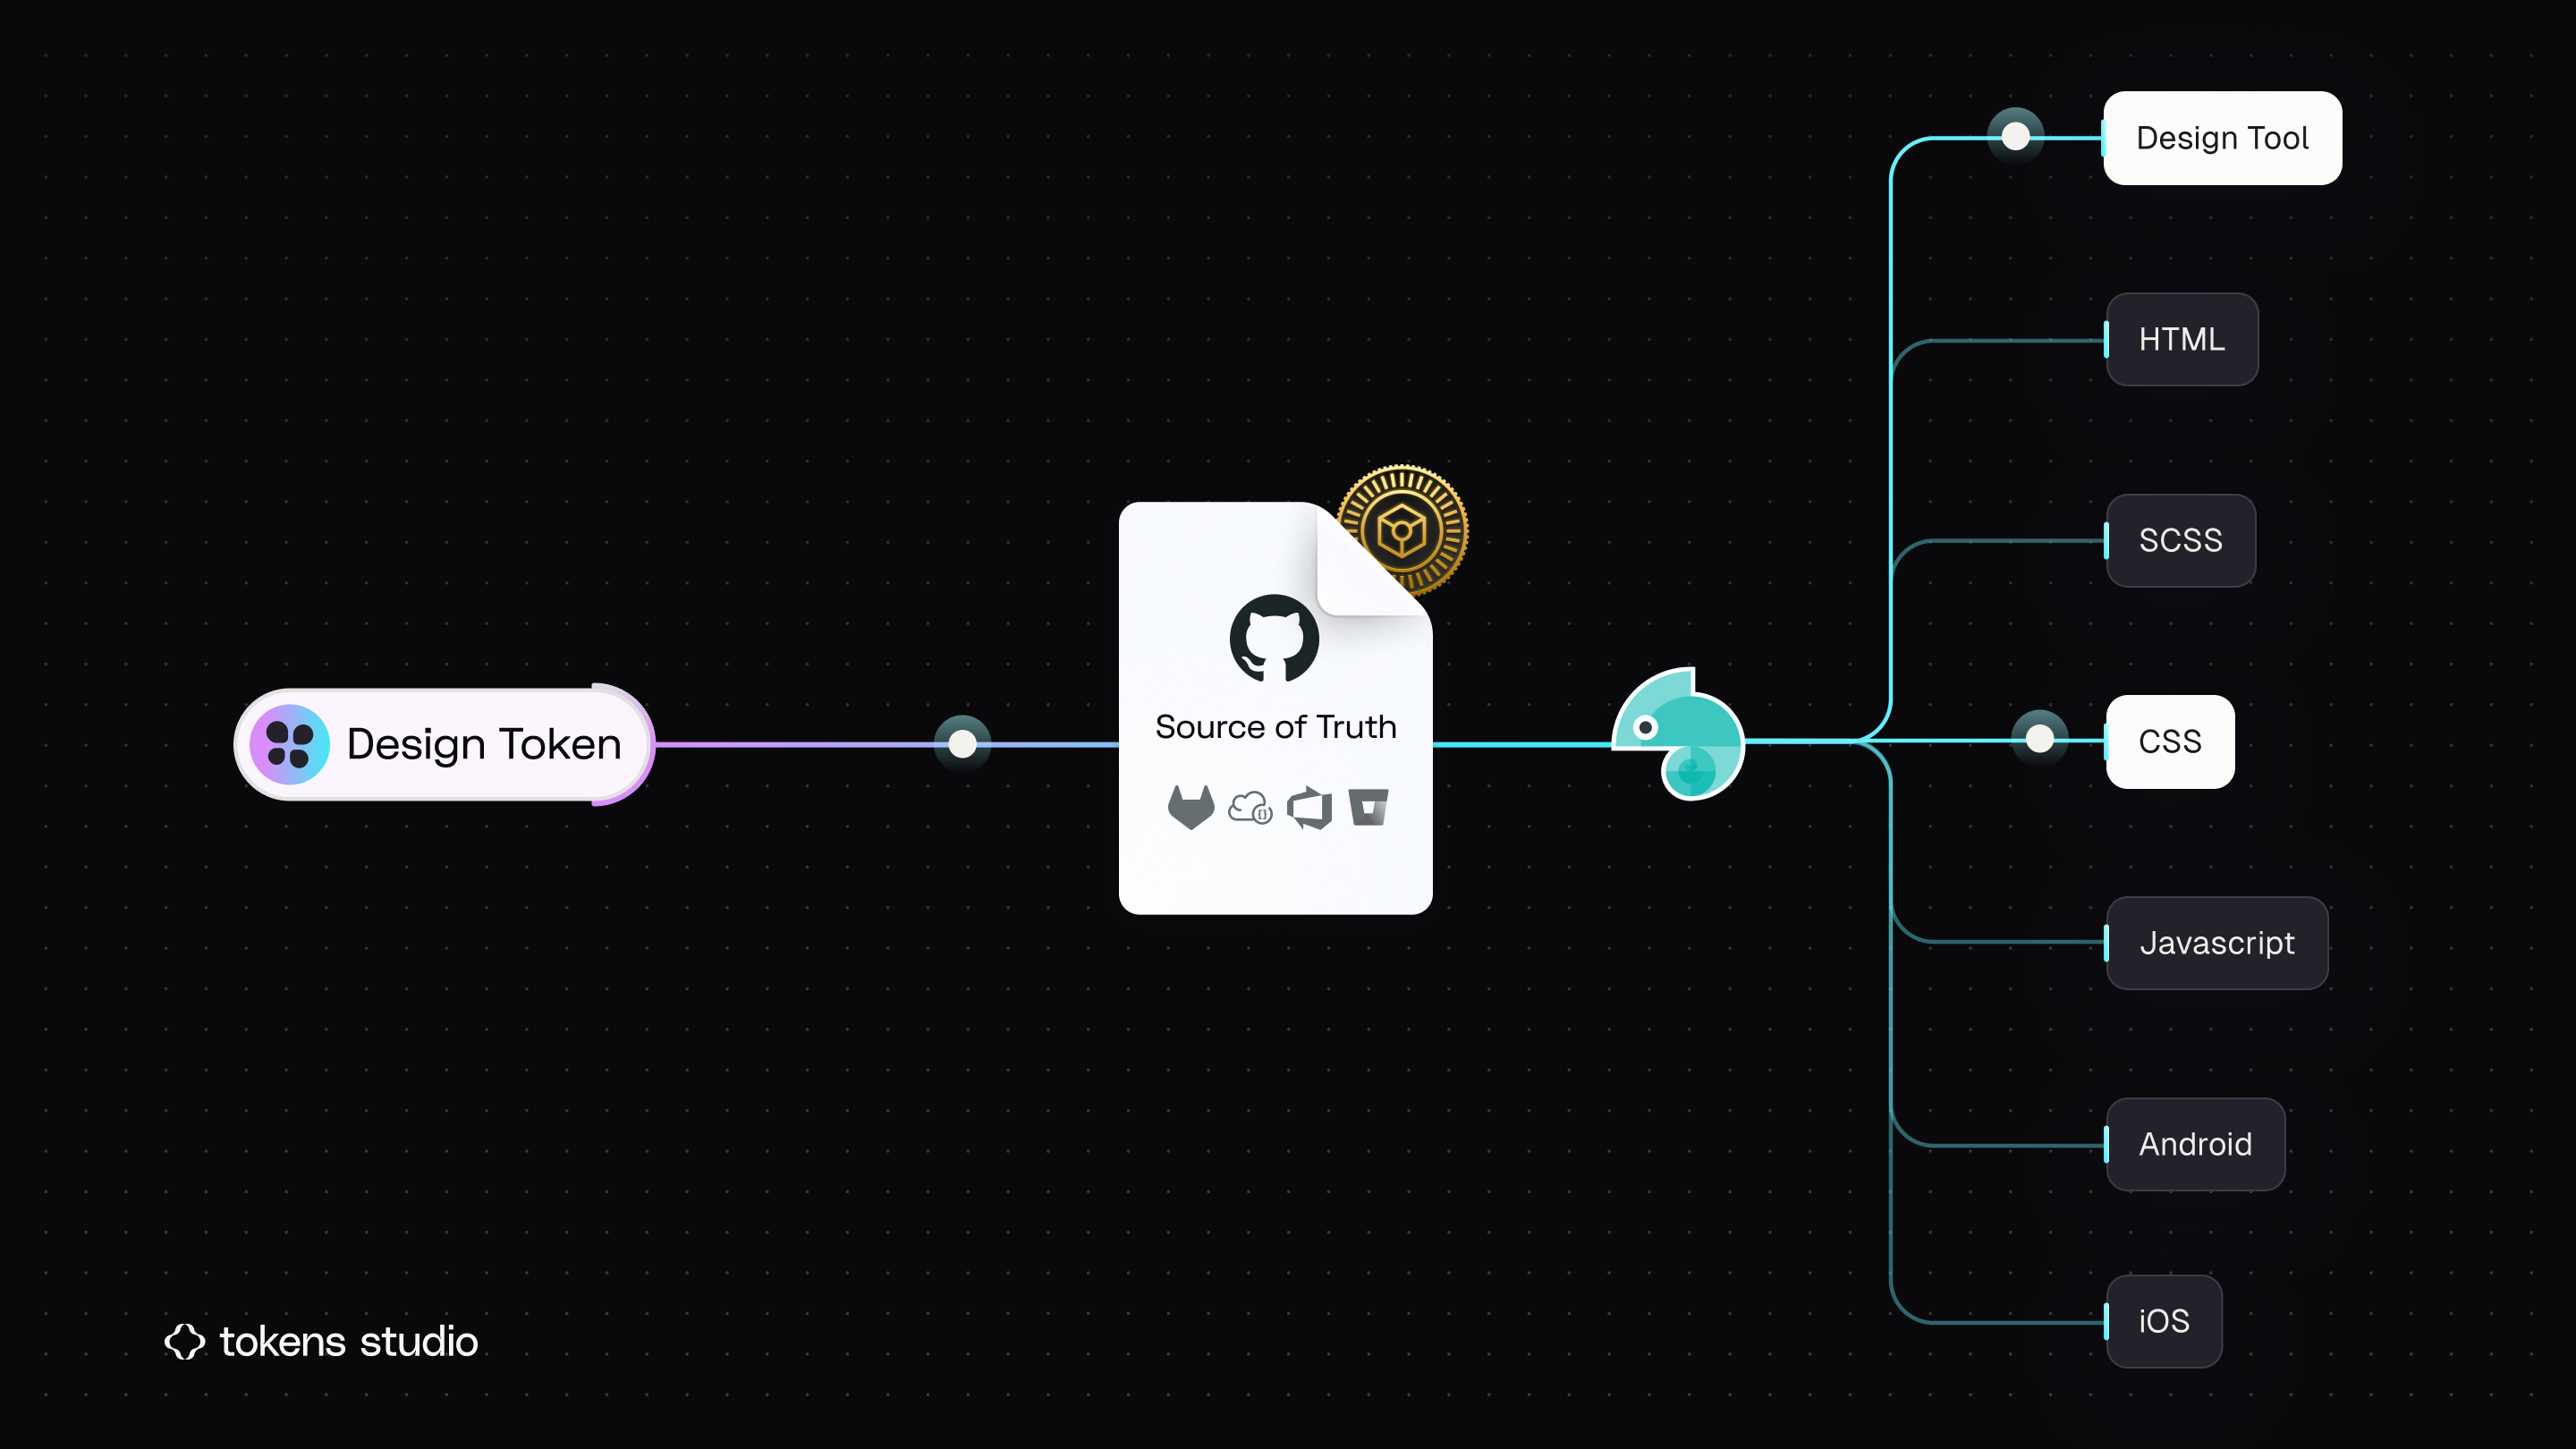 Design Tool
HTML
SCSS
Design Token
Source of Truth
{}
CSS
Javascript
Android
iOS
tokens studio